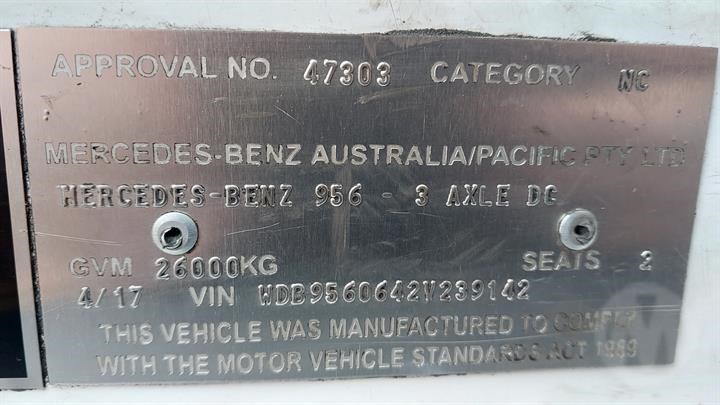 APPROVAL NO. 47303 CATEGORY NC
MERCEDES-BENZ AUSTRALIA/PACIFIC PTY LTD
MERCEDES-BENZ 956 - 3 AXLE DG
GVM 26000KG SEATS 2
4/17 VIN WDB9560642V239142
THIS VEHICLE WAS MANUFACTURED TO COMPLY
WITH THE MOTOR VEHICLE STANDARDS ACT 1989